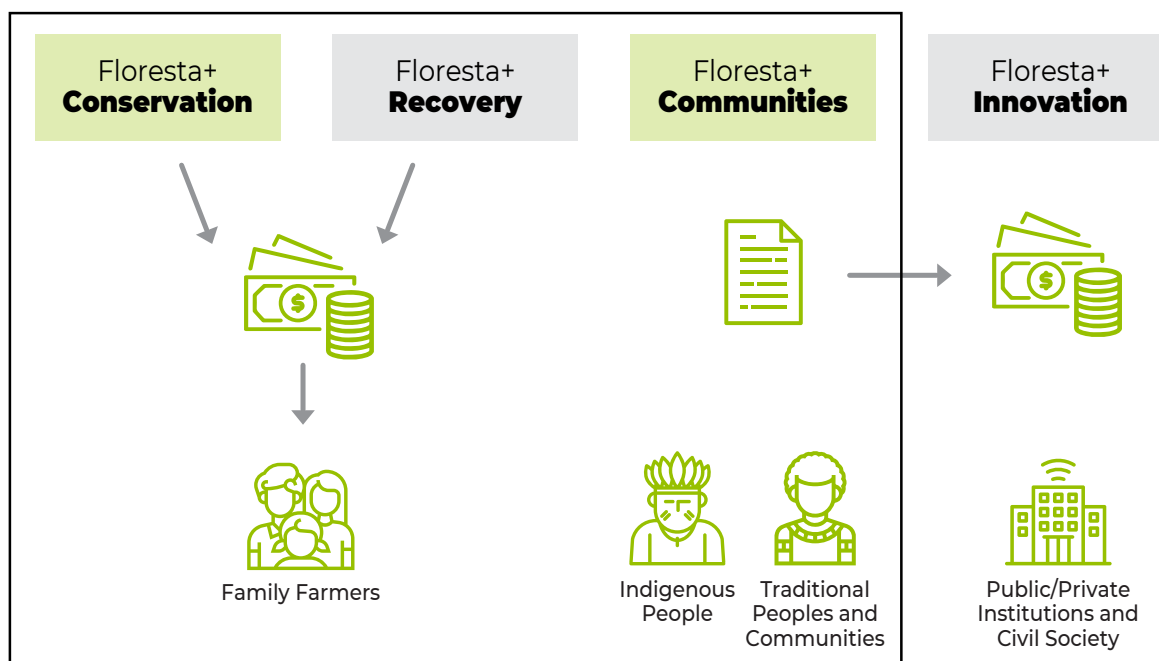 Floresta+
Conservation
Floresta+
Recovery
Floresta+
Communities
Floresta+
Innovation
$
$
Family Farmers
Indigenous
People
Traditional
Peoples and
Communities
Public/Private
Institutions and
Civil Society